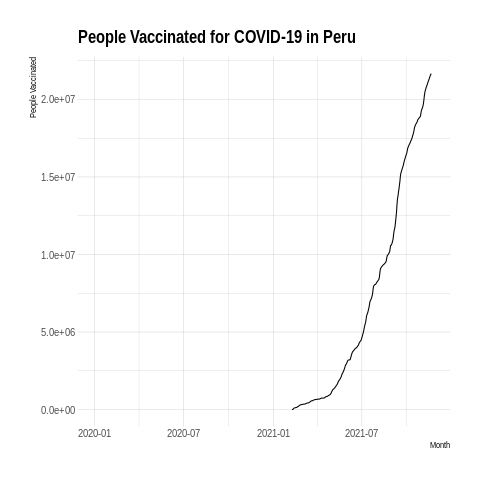 People Vaccinated for COVID-19 in Peru
People Vaccinated
2.0e+07
1.5e+07
1.0e+07
5.0e+06
0.0e+00
2020-01
2020-07
2021-01
2021-07
Month